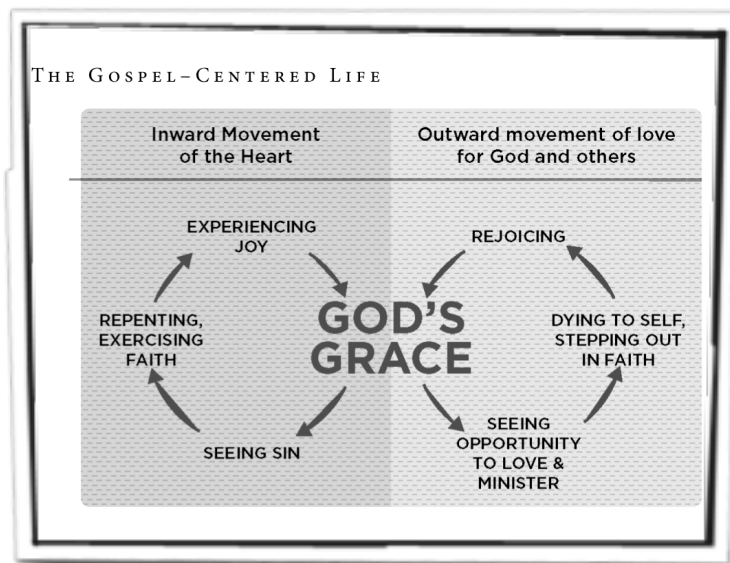 THE GOSPEL–CENTERED LIFE
Inward Movement
of the Heart
Outward movement of love
for God and others
EXPERIENCING
JOY
REPENTING,
EXERCISING
FAITH
SEEING SIN
GOD'S
GRACE
REJOICING
DYING TO SELF,
STEPPING OUT
IN FAITH
SEEING
OPPORTUNITY
TO LOVE &
MINISTER